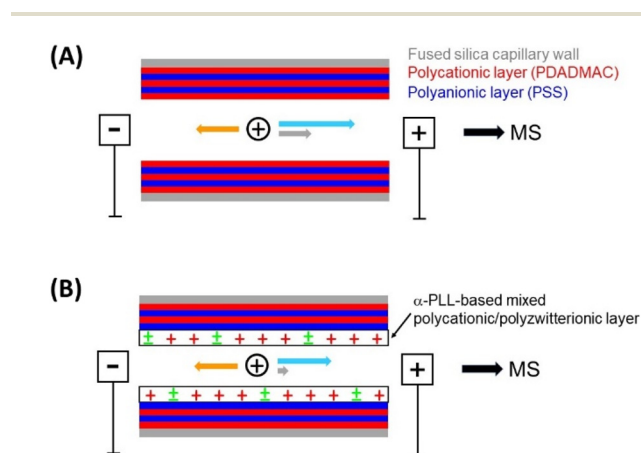 (A)
Fused silica capillary wall
Polycationic layer (PDADMAC)
Polyanionic layer (PSS)
- + + MS
(B)
α-PLL-based mixed
polycationic/polyzwitterionic layer
± + + ± + + + ± + + +
- + + MS
+ ± + + + ± + + + ± +